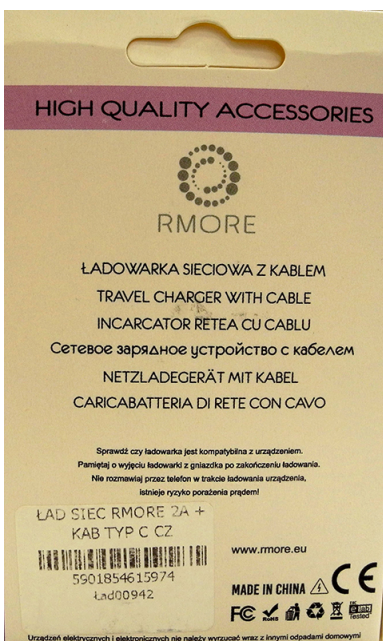 HIGH QUALITY ACCESSORIES
RMORE
ŁADOWARKA SIECIOWA Z KABLEM
TRAVEL CHARGER WITH CABLE
INCARCATOR RETEA CU CABLU
Сетевое зарядное устройство с кабелем
NETZLADEGERÄT MIT KABEL
CARICABATTERIA DI RETE CON CAVO
Sprawdź czy ładowarka jest kompatybilna z urządzeniem.
Pamiętaj o wyjęciu ładowarki z gniazdka po zakończeniu ładowania.
Nie rozmawiaj przez telefon w trakcie ładowania urządzenia,
istnieje ryzyko porażenia prądem!
ŁAD SIEC RMORE 2A +
KAB TYP C CZ
5901854615974
Ład00942
www.rmore.eu
MADE IN CHINA CE
FC RoHS Tested
Urządzeń elektrycznych i elektronicznych nie należy wyrzucać wraz z innymi odpadami domowymi